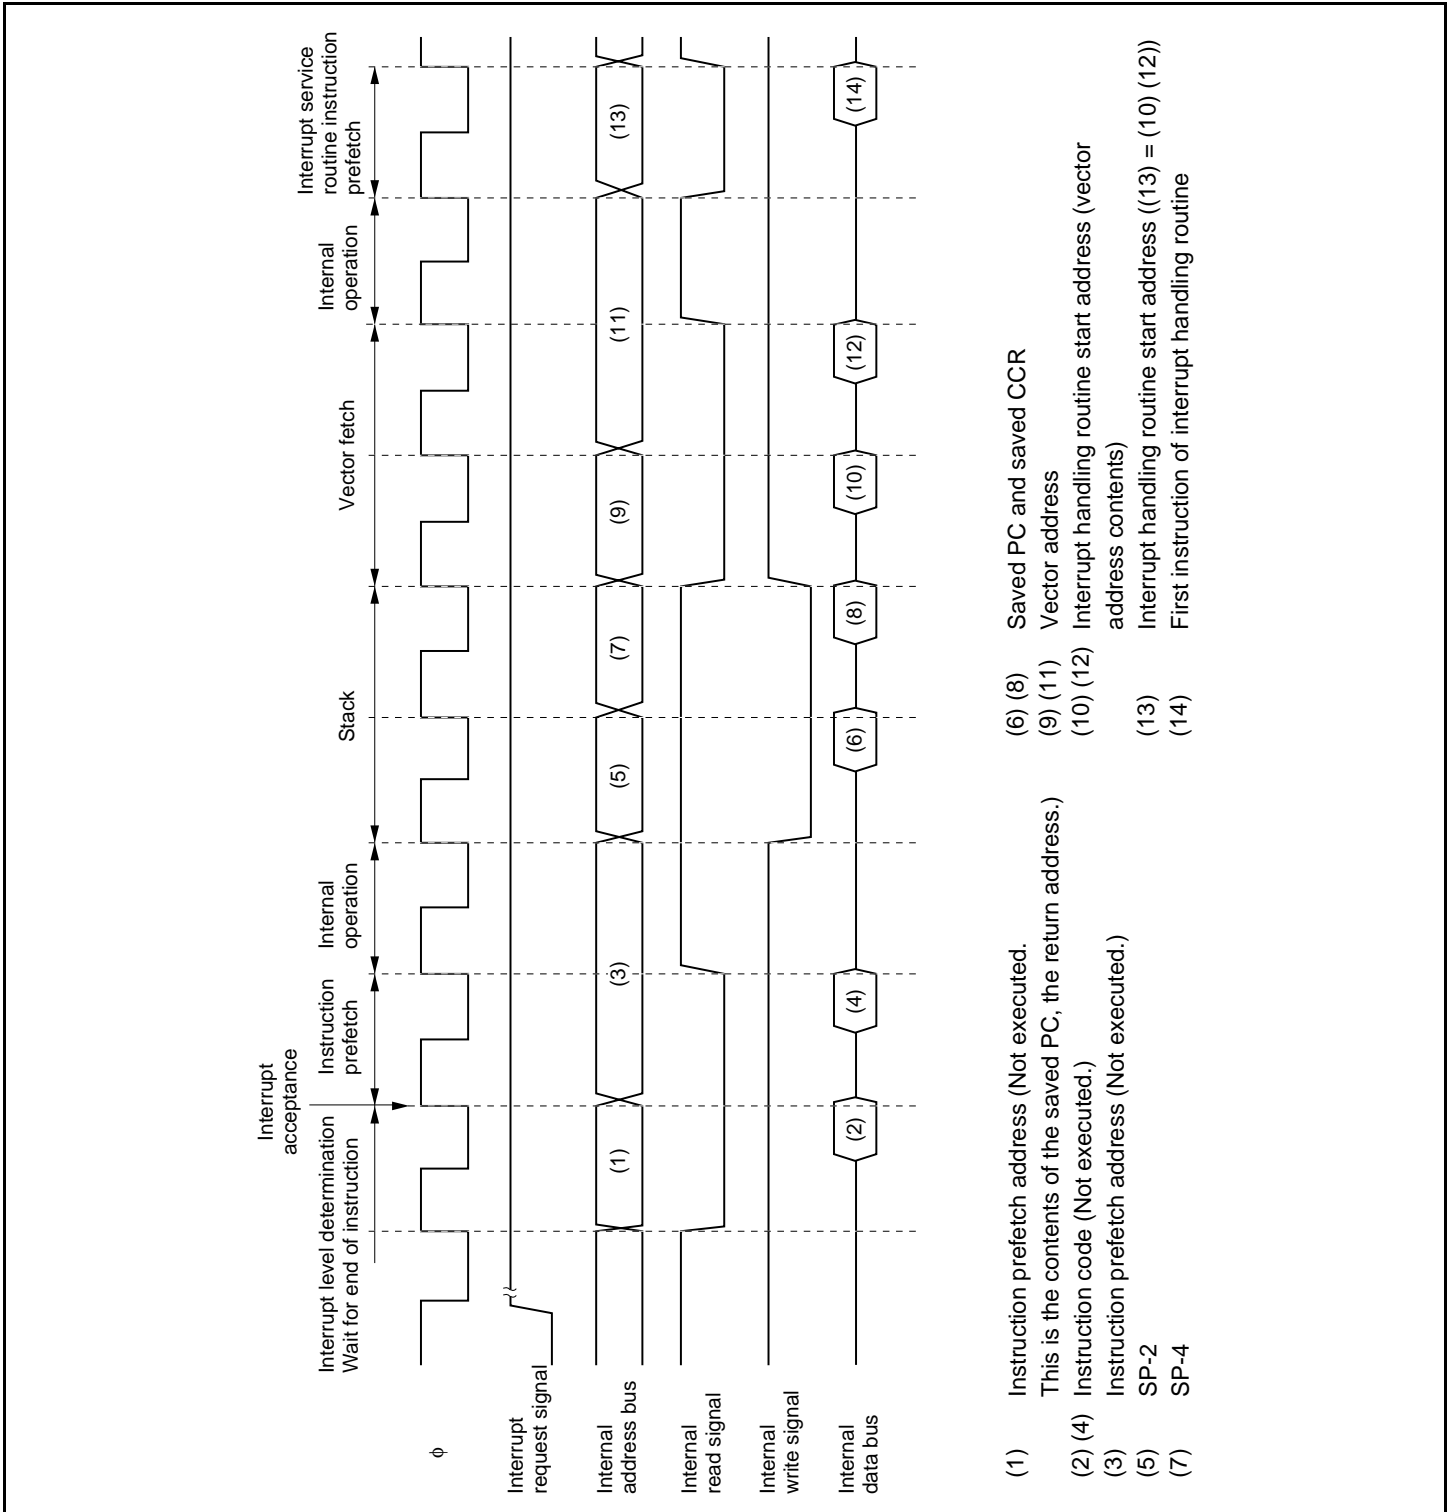 Interrupt
acceptance
Interrupt level determination
Wait for end of instruction
Instruction
prefetch
Internal
operation
Stack
Vector fetch
Internal
operation
Interrupt service
routine instruction
prefetch
φ
Interrupt
request signal
Internal
address bus
(1)
(3)
(5)
(7)
(9)
(11)
(13)
Internal
read signal
Internal
write signal
Internal
data bus
(2)
(4)
(6)
(8)
(10)
(12)
(14)
(1) Instruction prefetch address (Not executed.
This is the contents of the saved PC, the return address.)
(2) (4) Instruction code (Not executed.)
(3) Instruction prefetch address (Not executed.)
(5) SP-2
(7) SP-4
(6) (8) Saved PC and saved CCR
(9) (11) Vector address
(10) (12) Interrupt handling routine start address (vector
address contents)
(13) Interrupt handling routine start address ((13) = (10) (12))
(14) First instruction of interrupt handling routine